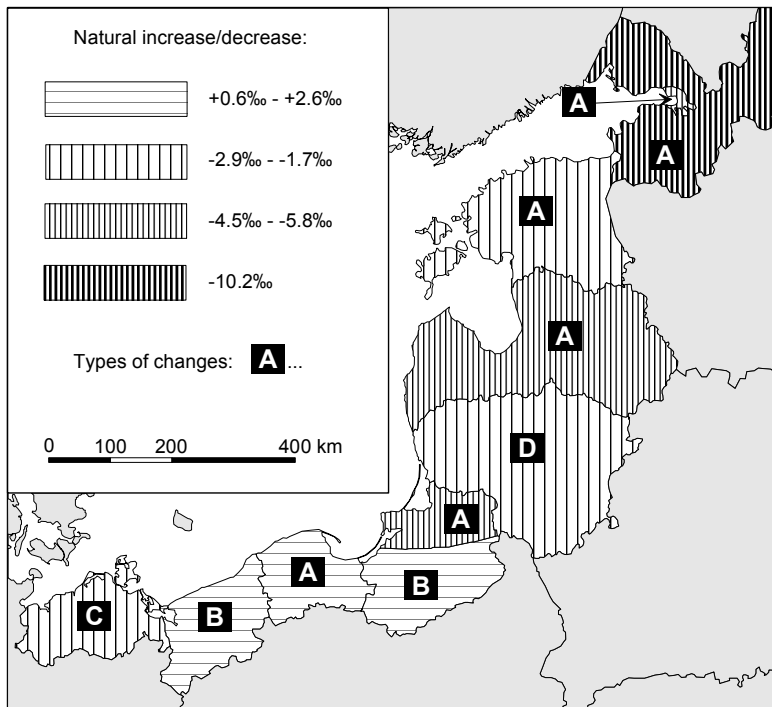 Natural increase/decrease:
+0.6‰ - +2.6‰
-2.9‰ - -1.7‰
-4.5‰ - -5.8‰
-10.2‰
Types of changes: A ...
0 100 200 400 km
A
A
A
A
D
A
A
B
C
B